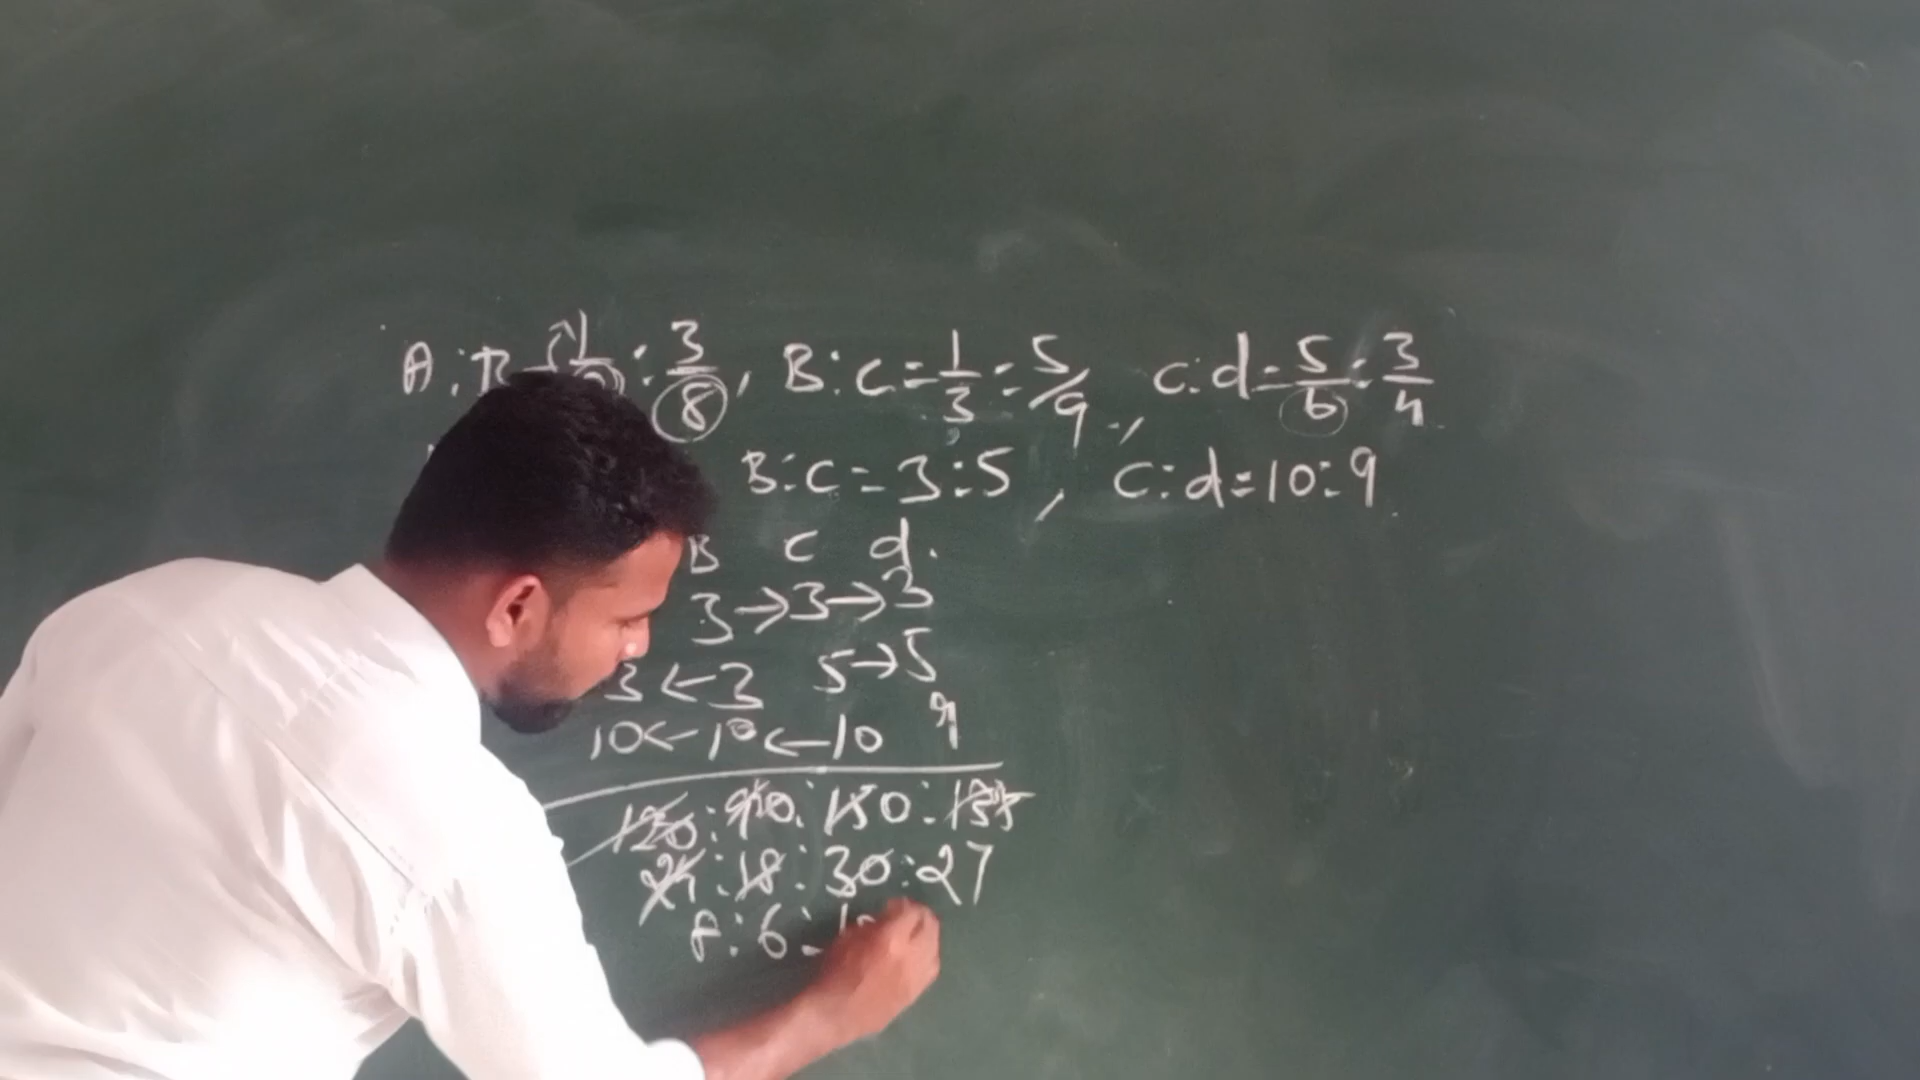 A : B = 1/2 : 3/8 , B : C = 1/3 : 5/9 , C : d = 5/6 : 3/4
B : C = 3 : 5 , C : d = 10 : 9
B C d.
3 → 3 → 3
3 ← 3 5 → 5
10 ← 10 ← 10 9
120 : 90 : 150 : 135
24 : 18 : 30 : 27
8 : 6 : 10